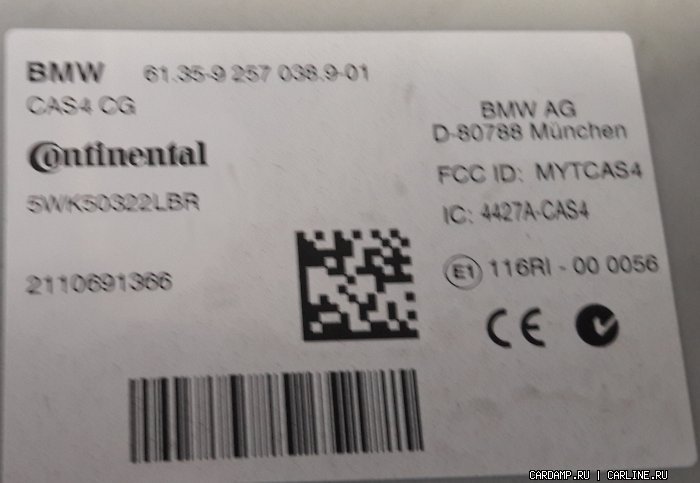 BMW 61.35-9 257 038.9-01
CAS4 CG
Continental
5WK50322LBR
2110691366
BMW AG
D-80788 München
FCC ID: MYTCAS4
IC: 4427A-CAS4
E1 116RI - 00 0056
CE
CARDAMP.RU | CARLINE.RU